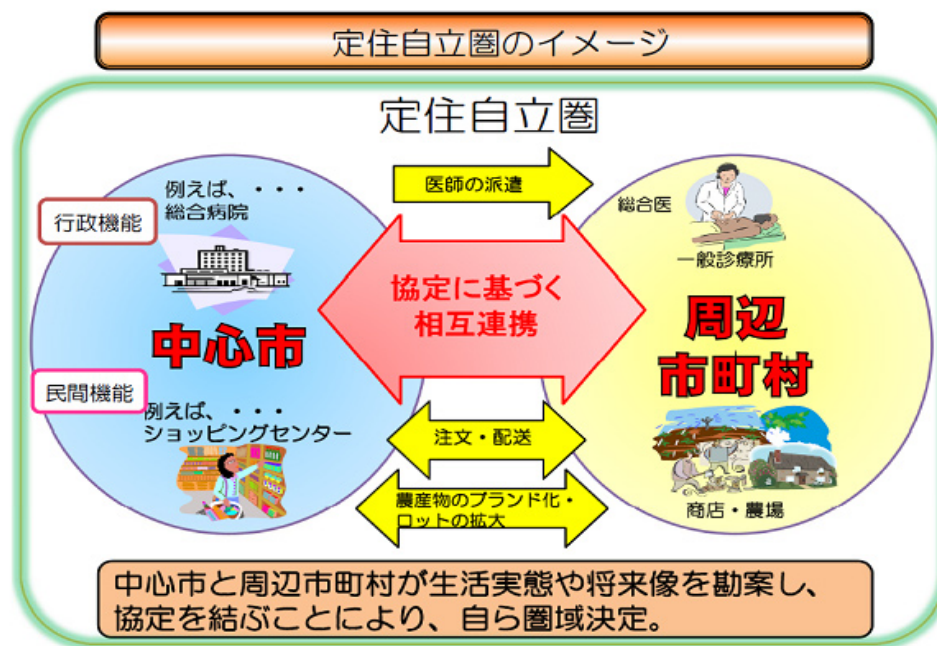 定住自立圏のイメージ
定住自立圏
例えば、・・・
総合病院
行政機能
中心市
民間機能
例えば、・・・
ショッピングセンター
医師の派遣
協定に基づく
相互連携
注文・配送
農産物のブランド化・
ロットの拡大
総合医
一般診療所
周辺
市町村
商店・農場
中心市と周辺市町村が生活実態や将来像を勘案し、
協定を結ぶことにより、自ら圏域決定。